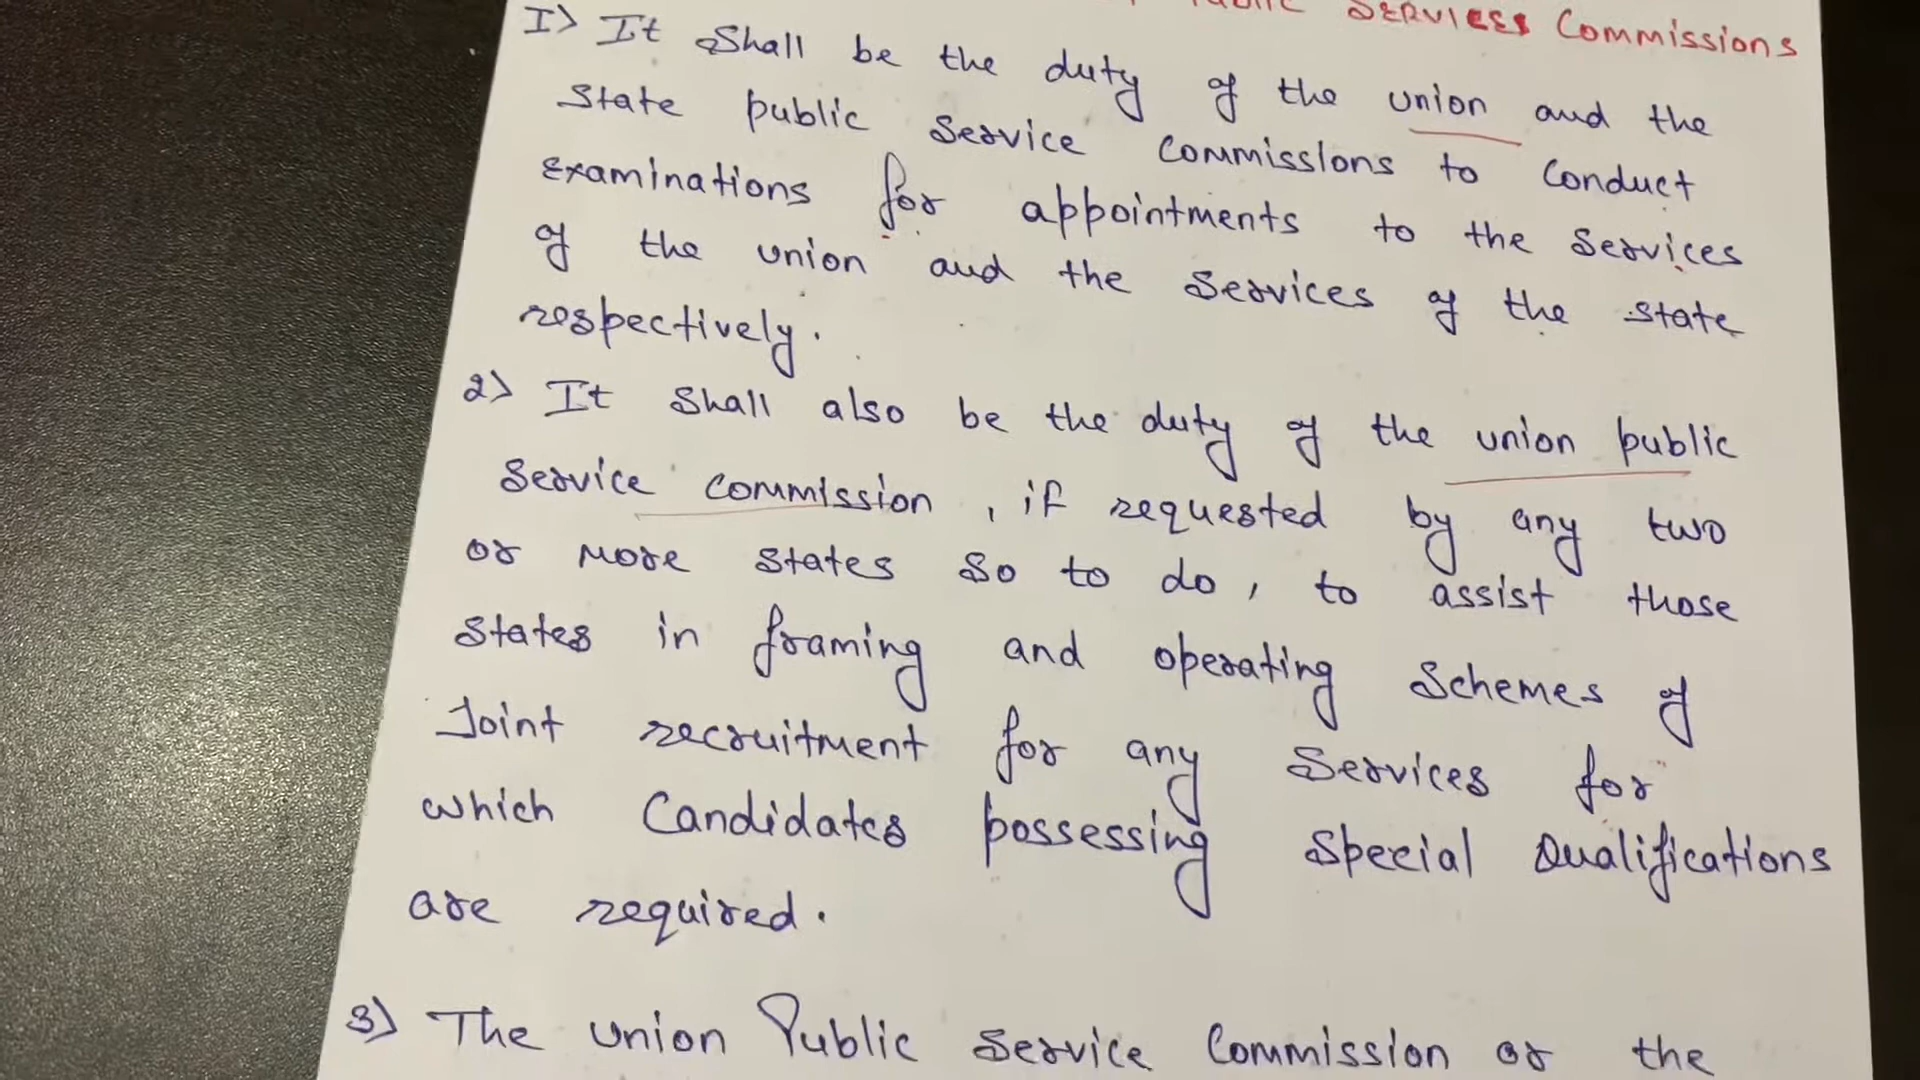 Services Commissions
I) It shall be the duty of the union and the
State public Service Commissions to Conduct
Examinations for appointments to the Services
of the union and the Services of the state
respectively.
2) It shall also be the duty of the union public
Service Commission, if requested by any two
or more states so to do, to assist those
states in framing and operating Schemes of
Joint recruitment for any Services for
which Candidates possessing Special Qualifications
are required.
3) The union Public Service Commission or the